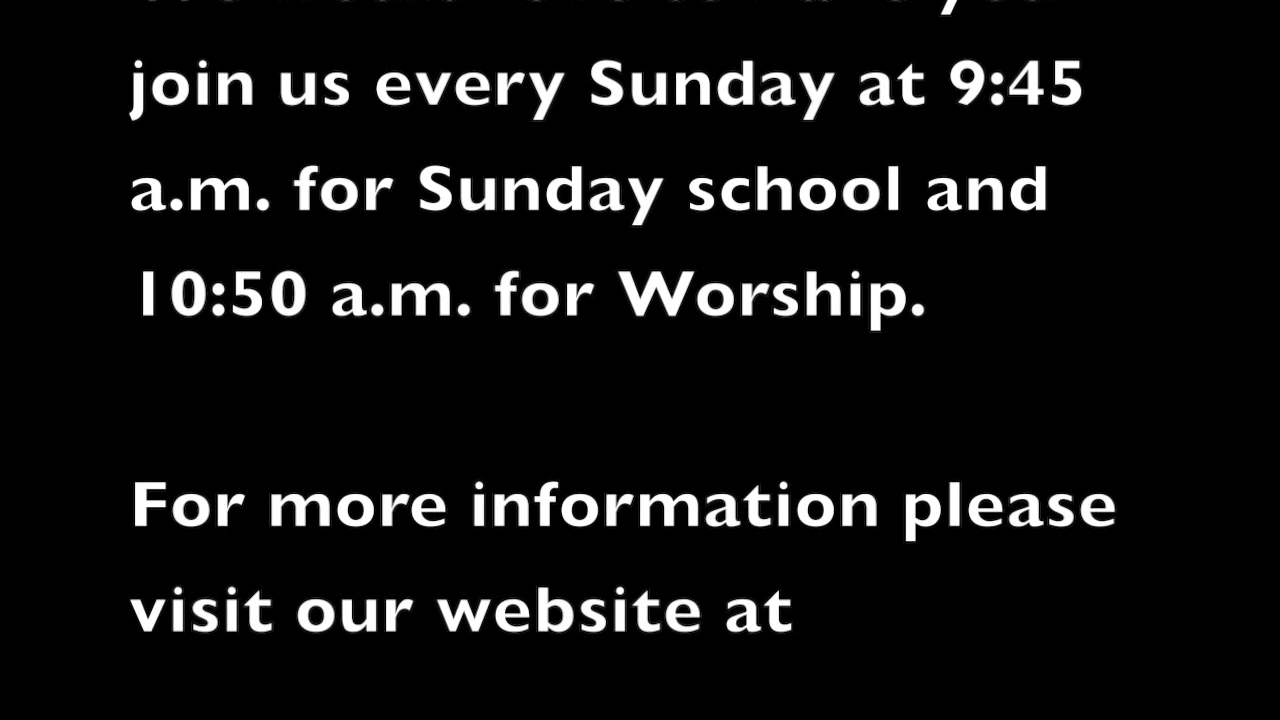 join us every Sunday at 9:45
a.m. for Sunday school and
10:50 a.m. for Worship.
For more information please
visit our website at